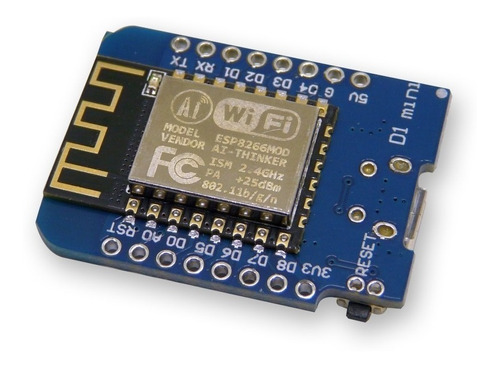 TX RX D1 D2 D3 D4 G 5V
Ai WiFi
MODEL ESP8266MOD
VENDOR AI-THINKER
FC ISM 2.4GHz
PA +25dBm
802.11b/g/n
D1 mini
RESET
RST A0 D0 D5 D6 D7 D8 3V3